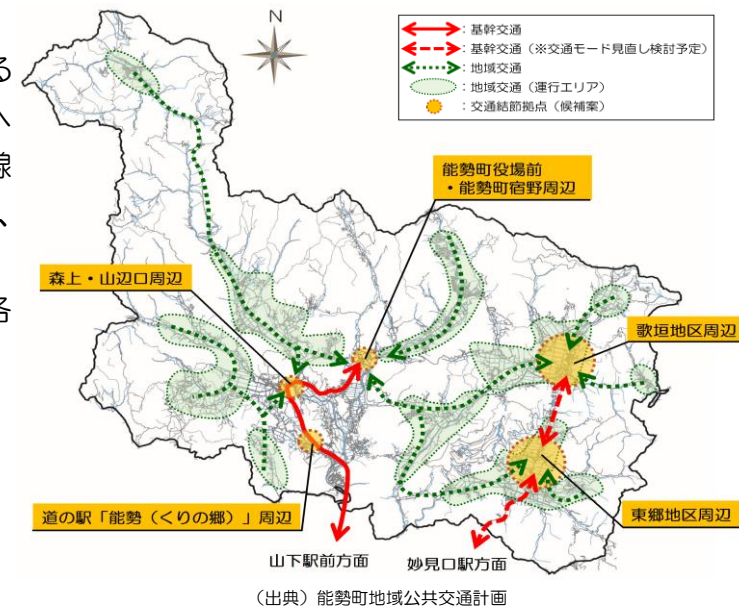 る
へ
線
、
各
N
：基幹交通
：基幹交通（※交通モード見直し検討予定）
：地域交通
：地域交通（運行エリア）
：交通結節拠点（候補案）
能勢町役場前
・能勢町宿野周辺
森上・山辺口周辺
歌垣地区周辺
道の駅「能勢（くりの郷）」周辺
東郷地区周辺
山下駅前方面
妙見口駅方面
（出典）能勢町地域公共交通計画